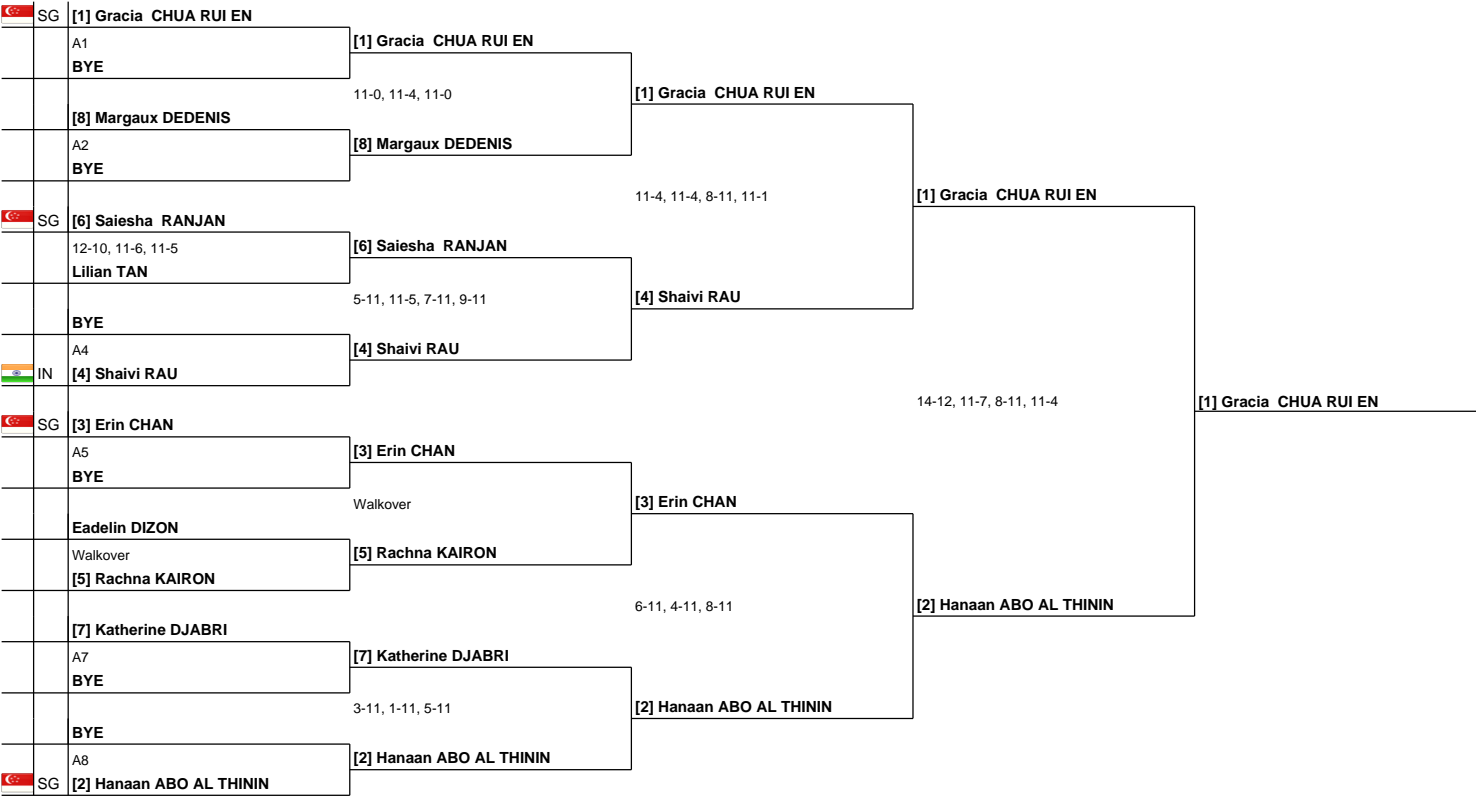 SG [1] Gracia CHUA RUI EN
A1
BYE
[8] Margaux DEDENIS
A2
BYE
SG [6] Saiesha RANJAN
12-10, 11-6, 11-5
Lilian TAN
BYE
A4
IN [4] Shaivi RAU
SG [3] Erin CHAN
A5
BYE
Eadelin DIZON
Walkover
[5] Rachna KAIRON
[7] Katherine DJABRI
A7
BYE
BYE
A8
SG [2] Hanaan ABO AL THININ
[1] Gracia CHUA RUI EN
11-0, 11-4, 11-0
[8] Margaux DEDENIS
[6] Saiesha RANJAN
5-11, 11-5, 7-11, 9-11
[4] Shaivi RAU
[3] Erin CHAN
Walkover
[5] Rachna KAIRON
[7] Katherine DJABRI
3-11, 1-11, 5-11
[2] Hanaan ABO AL THININ
[1] Gracia CHUA RUI EN
11-4, 11-4, 8-11, 11-1
[4] Shaivi RAU
[3] Erin CHAN
6-11, 4-11, 8-11
[2] Hanaan ABO AL THININ
[1] Gracia CHUA RUI EN
14-12, 11-7, 8-11, 11-4
[2] Hanaan ABO AL THININ
[1] Gracia CHUA RUI EN